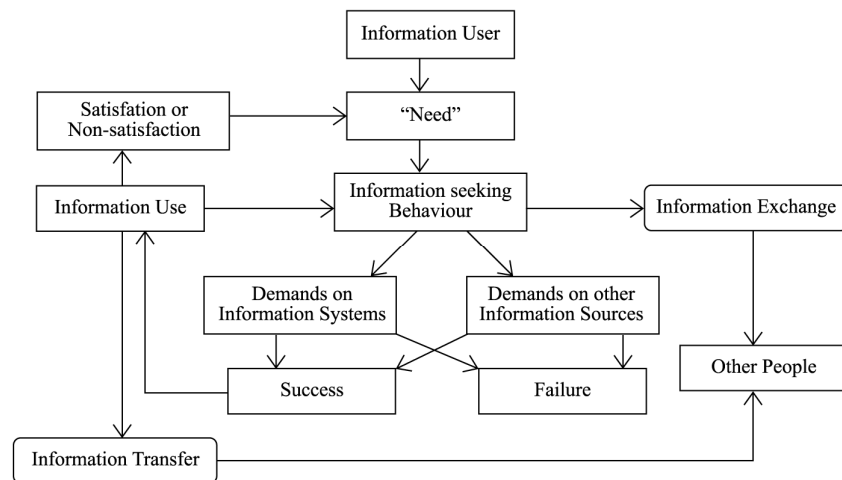 Information User
Satisfation or
Non-satisfaction
“Need”
Information Use
Information seeking
Behaviour
Information Exchange
Demands on
Information Systems
Demands on other
Information Sources
Other People
Success
Failure
Information Transfer